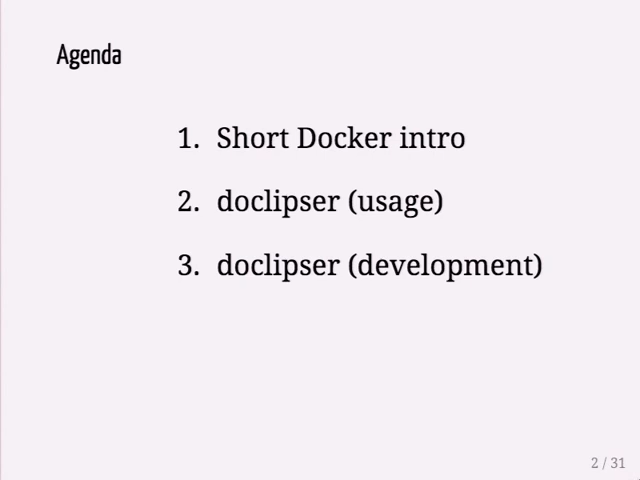 Agenda
1. Short Docker intro
2. doclipser (usage)
3. doclipser (development)
2 / 31